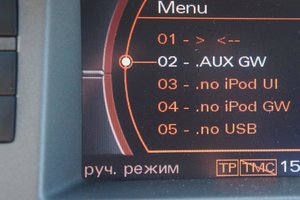 Menu
01 - > <--
02 - .AUX GW
03 - .no iPod UI
04 - .no iPod GW
05 - .no USB
руч. режим TP TMC 15